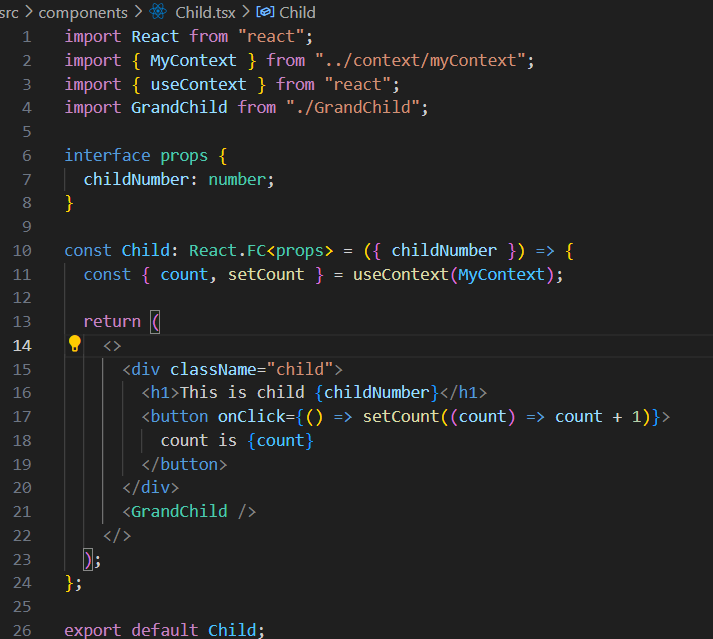 src > components > Child.tsx > Child
1 import React from "react";
2 import { MyContext } from "../context/myContext";
3 import { useContext } from "react";
4 import GrandChild from "./GrandChild";
5
6 interface props {
7   childNumber: number;
8 }
9
10 const Child: React.FC<props> = ({ childNumber }) => {
11   const { count, setCount } = useContext(MyContext);
12
13   return (
14     <>
15       <div className="child">
16         <h1>This is child {childNumber}</h1>
17         <button onClick={() => setCount((count) => count + 1)}>
18           count is {count}
19         </button>
20       </div>
21       <GrandChild />
22     </>
23   );
24 };
25
26 export default Child;